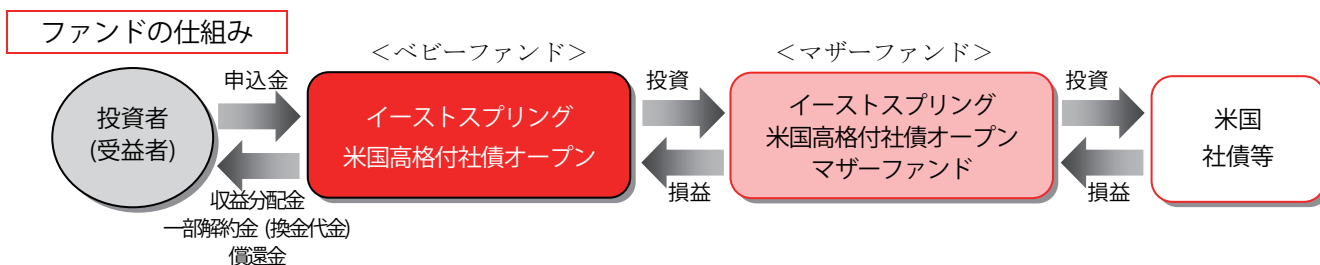 ファンドの仕組み
<ベビーファンド>
<マザーファンド>
投資者
(受益者)
申込金
収益分配金
一部解約金 (換金代金)
償還金
イーストスプリング
米国高格付社債オープン
投資
損益
イーストスプリング
米国高格付社債オープン
マザーファンド
投資
損益
米国
社債等